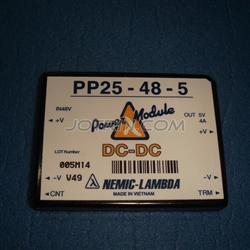 PP25 - 48 - 5
IN48V
+V
OUT 5V
4A
+V
Power Module
DC-DC
LOT Number
005M14
-V V49
-V
CNT
NEMIC-LAMBDA
MADE IN VIETNAM
TRM